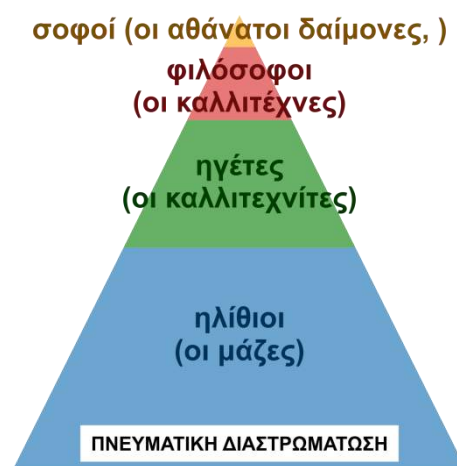 σοφοί (οι αθάνατοι δαίμονες, )
φιλόσοφοι
(οι καλλιτέχνες)
ηγέτες
(οι καλλιτεχνίτες)
ηλίθιοι
(οι μάζες)
ΠΝΕΥΜΑΤΙΚΗ ΔΙΑΣΤΡΩΜΑΤΩΣΗ